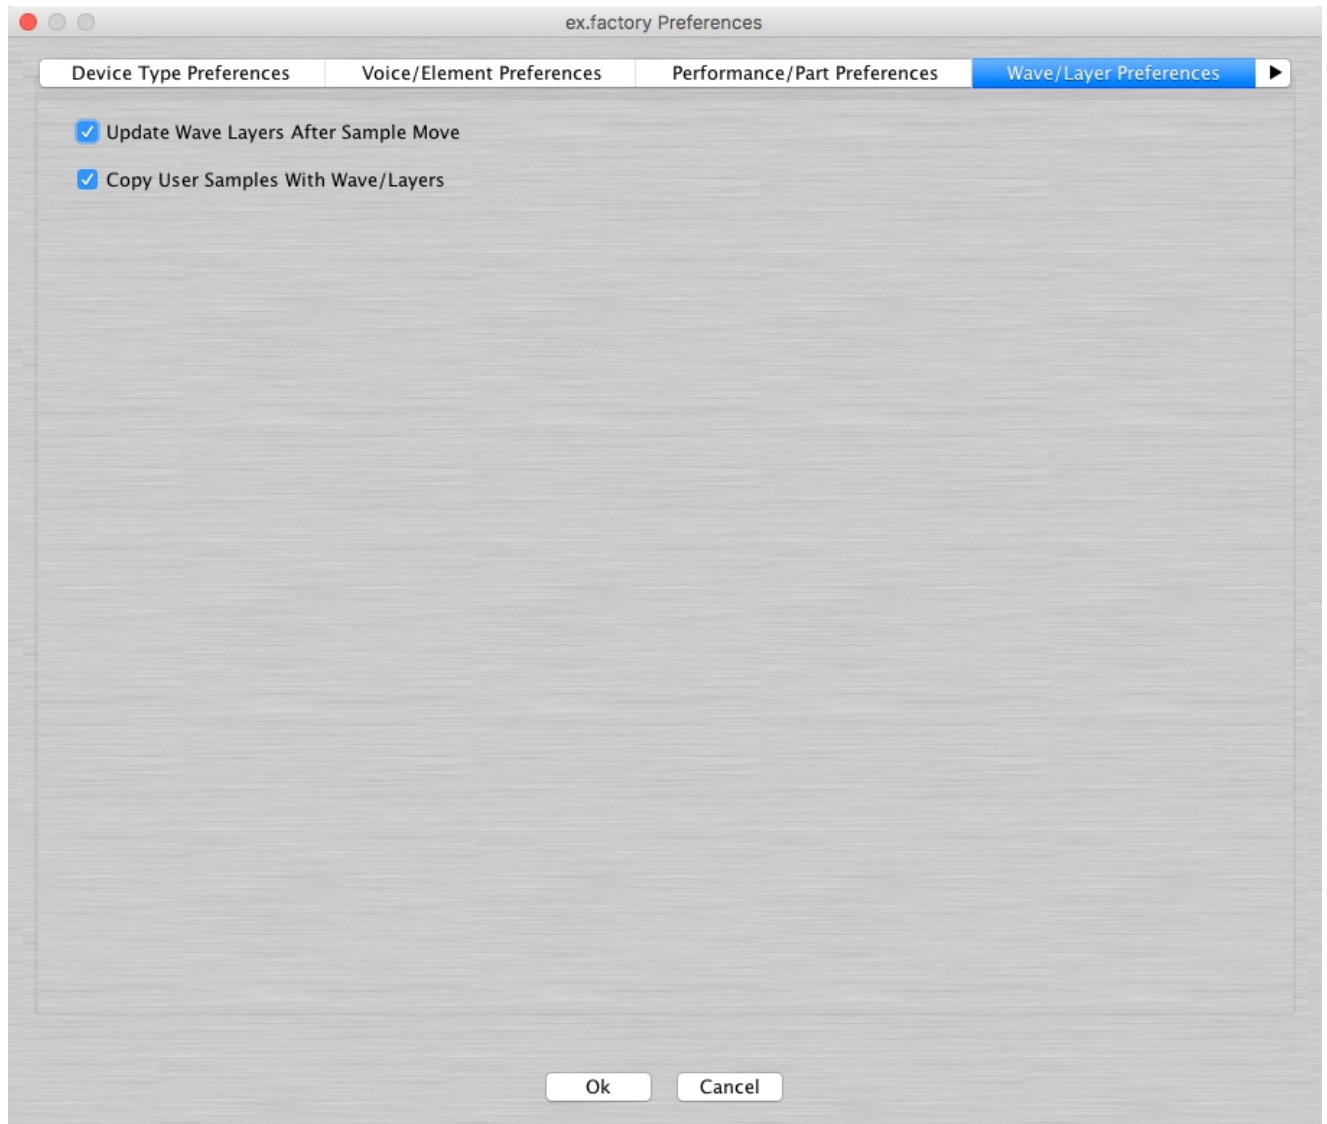 ex.factory Preferences
Device Type Preferences
Voice/Element Preferences
Performance/Part Preferences
Wave/Layer Preferences
Update Wave Layers After Sample Move
Copy User Samples With Wave/Layers
Ok
Cancel